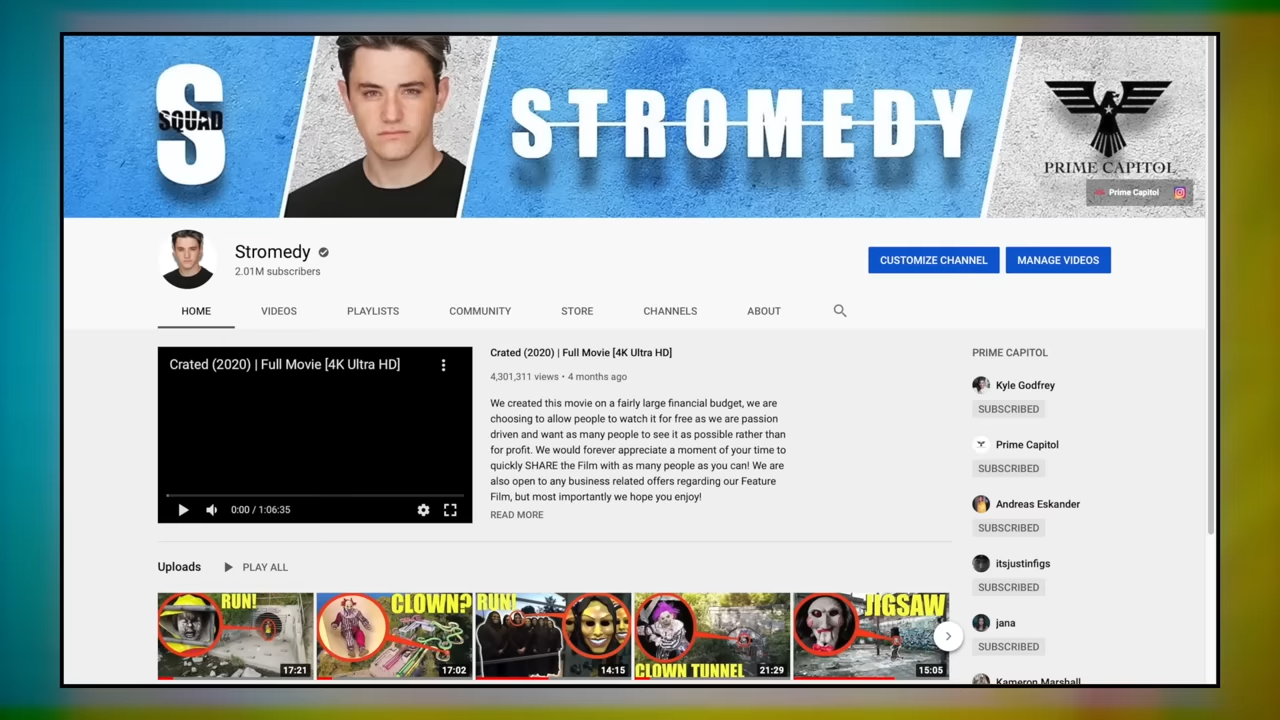 S
SQUAD
STROMEDY
PRIME CAPITOL
Prime Capitol
Stromedy
2.01M subscribers
CUSTOMIZE CHANNEL
MANAGE VIDEOS
HOME
VIDEOS
PLAYLISTS
COMMUNITY
STORE
CHANNELS
ABOUT
Crated (2020) | Full Movie [4K Ultra HD]
0:00 / 1:06:35
Crated (2020) | Full Movie [4K Ultra HD]
4,301,311 views • 4 months ago
We created this movie on a fairly large financial budget, we are
choosing to allow people to watch it for free as we are passion
driven and want as many people to see it as possible rather than
for profit. We would forever appreciate a moment of your time to
quickly SHARE the Film with as many people as you can! We are
also open to any business related offers regarding our Feature
Film, but most importantly we hope you enjoy!
READ MORE
PRIME CAPITOL
Kyle Godfrey
SUBSCRIBED
Prime Capitol
SUBSCRIBED
Andreas Eskander
SUBSCRIBED
itsjustinfigs
SUBSCRIBED
jana
SUBSCRIBED
Kameron Marshall
Uploads
PLAY ALL
RUN!
17:21
CLOWN?
17:02
RUN!
14:15
CLOWN TUNNEL
21:29
JIGSAW
15:05